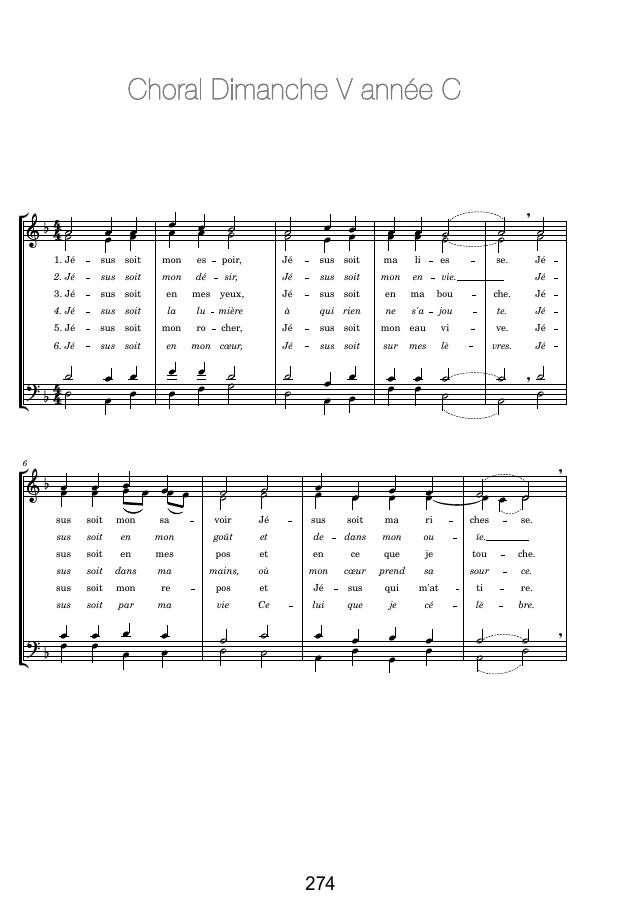 Choral Dimanche V année C
1. Jé - sus soit mon es - poir, Jé - sus soit ma li - es - se. Jé -
2. Jé - sus soit mon dé - sir, Jé - sus soit mon en - vie. Jé -
3. Jé - sus soit en mes yeux, Jé - sus soit en ma bou - che. Jé -
4. Jé - sus soit la lu - mière à qui rien ne s'a - jou - te. Jé -
5. Jé - sus soit mon ro - cher, Jé - sus soit mon eau vi - ve. Jé -
6. Jé - sus soit en mon cœur, Jé - sus soit sur mes lè - vres. Jé -
6
sus soit mon sa - voir Jé - sus soit ma ri - ches - se.
sus soit en mon goût et de - dans mon ou - ïe.
sus soit en mes pos et en ce que je tou - che.
sus soit dans ma mains, où mon cœur prend sa sour - ce.
sus soit mon re - pos et Jé - sus qui m'at - ti - re.
sus soit par ma vie Ce - lui que je cé - lè - bre.
274